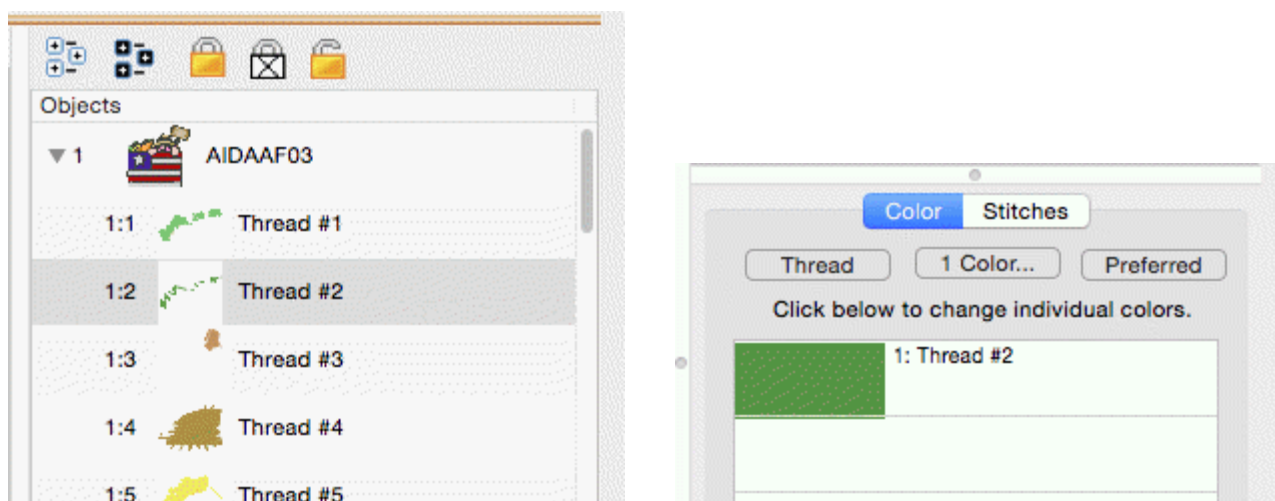 Objects
1 AIDAAF03
1:1 Thread #1
1:2 Thread #2
1:3 Thread #3
1:4 Thread #4
1:5 Thread #5
Color Stitches
Thread 1 Color... Preferred
Click below to change individual colors.
1: Thread #2